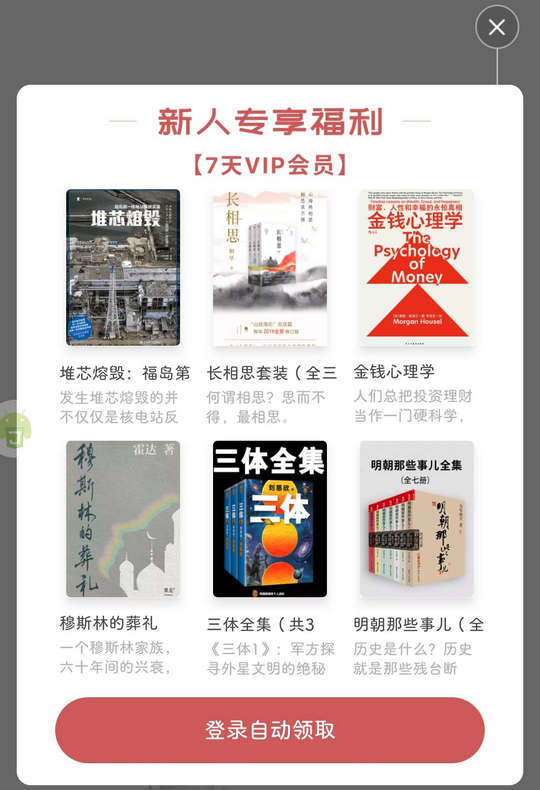 新人专享福利
【7天VIP会员】
堆芯熔毁
长相思
长相思
金钱心理学
The
Psychology
of
Money
Morgan Housel
堆芯熔毁：福岛第
长相思套装（全三
金钱心理学
发生堆芯熔毁的并
何谓相思？思而不
人们总把投资理财
不仅仅是核电站反
得，最相思。
当作一门硬科学，
穆斯林的葬礼
霍达 著
三体全集
刘慈欣
三体
明朝那些事儿全集
（全七册）
明朝那些事儿
穆斯林的葬礼
三体全集（共3
明朝那些事儿（全
一个穆斯林家族，
《三体1》：军方探
历史是什么？历史
六十年间的兴衰，
寻外星文明的绝秘
就是那些残台断
登录自动领取